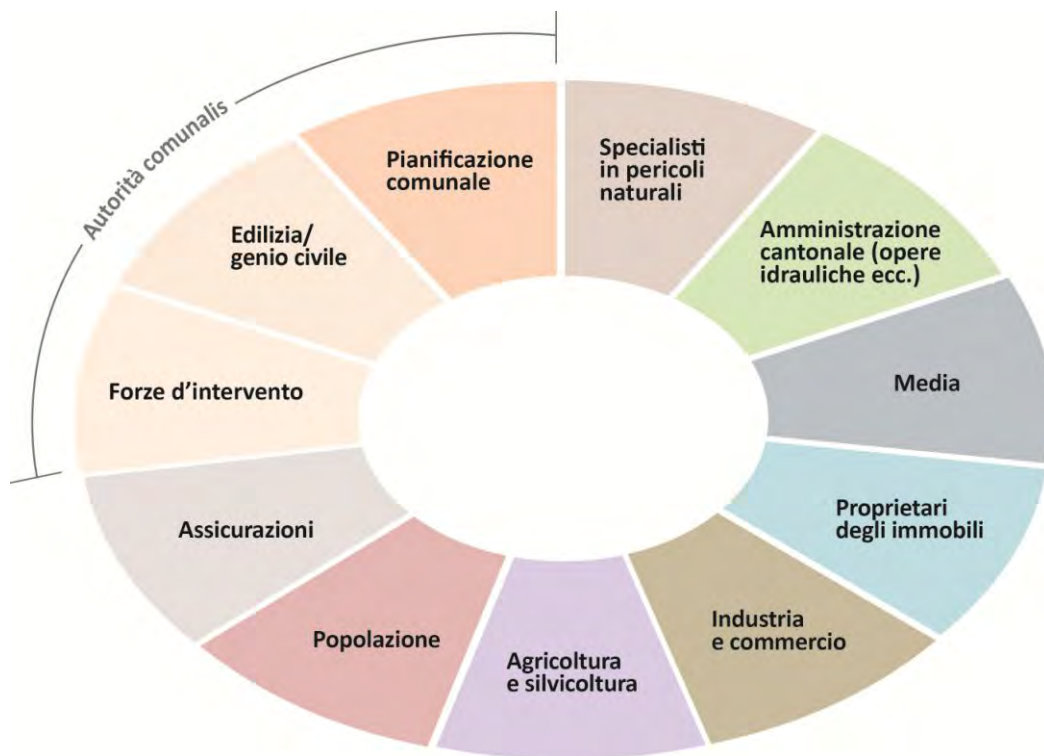 Autorità comunalis
Pianificazione
comunale
Specialisti
in pericoli
naturali
Amministrazione
cantonale (opere
idrauliche ecc.)
Media
Proprietari
degli immobili
Industria
e commercio
Agricoltura
e silvicoltura
Popolazione
Assicurazioni
Forze d’intervento
Edilizia/
genio civile